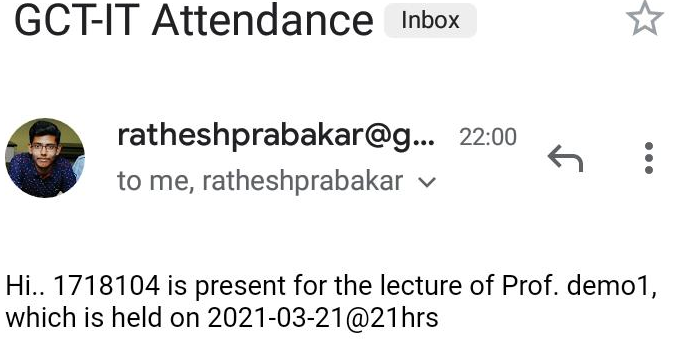 GCT-IT Attendance Inbox
ratheshprabakar@g... 22:00
to me, ratheshprabakar
Hi.. 1718104 is present for the lecture of Prof. demo1,
which is held on 2021-03-21@21hrs